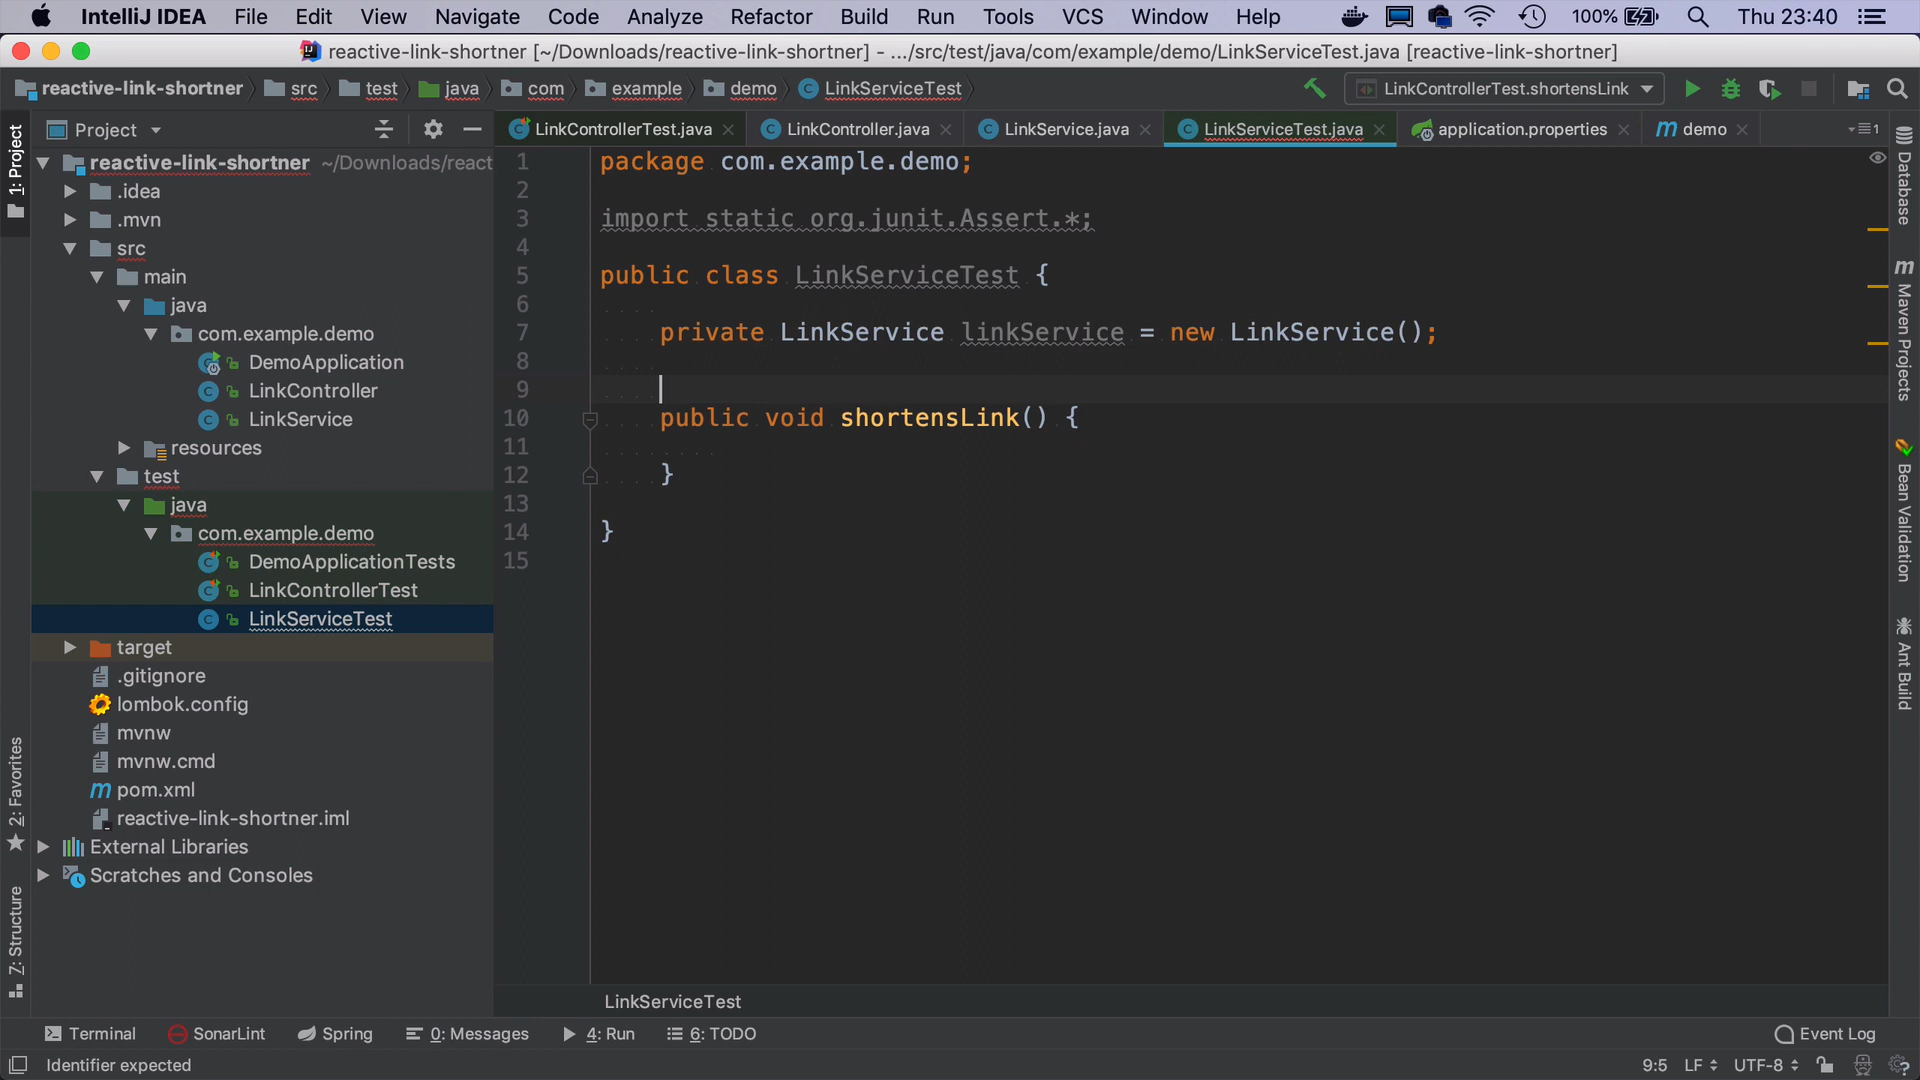 IntelliJ IDEA File Edit View Navigate Code Analyze Refactor Build Run Tools VCS Window Help 100% Thu 23:40
reactive-link-shortner [~/Downloads/reactive-link-shortner] - .../src/test/java/com/example/demo/LinkServiceTest.java [reactive-link-shortner]
reactive-link-shortner src test java com example demo LinkServiceTest LinkControllerTest.shortensLink
Project
LinkControllerTest.java LinkController.java LinkService.java LinkServiceTest.java application.properties demo 1
reactive-link-shortner ~/Downloads/react
.idea
.mvn
src
main
java
com.example.demo
DemoApplication
LinkController
LinkService
resources
test
java
com.example.demo
DemoApplicationTests
LinkControllerTest
LinkServiceTest
target
.gitignore
lombok.config
mvnw
mvnw.cmd
pom.xml
reactive-link-shortner.iml
External Libraries
Scratches and Consoles
1: Project
2: Favorites
7: Structure
1 package com.example.demo;
2
3 import static org.junit.Assert.*;
4
5 public class LinkServiceTest {
6
7 private LinkService linkService = new LinkService();
8
9
10 public void shortensLink() {
11
12 }
13
14 }
15
LinkServiceTest
Database
Maven Projects
Bean Validation
Ant Build
Terminal SonarLint Spring 0: Messages 4: Run 6: TODO Event Log
Identifier expected 9:5 LF UTF-8